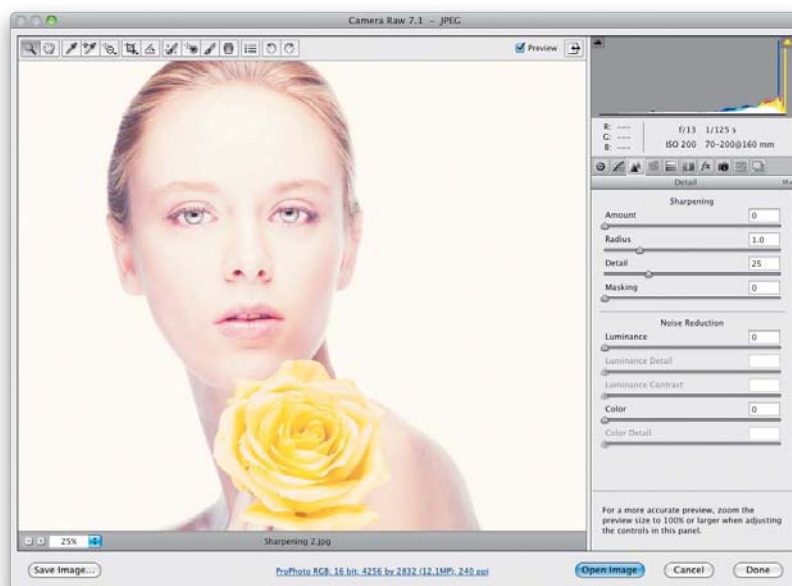 Camera Raw 7.1 – JPEG
Preview
R: ---
G: ---
B: ---
f/13 1/125 s
ISO 200 70-200@160 mm
Detail
Sharpening
Amount 0
Radius 1.0
Detail 25
Masking 0
Noise Reduction
Luminance 0
Luminance Detail
Luminance Contrast
Color 0
Color Detail
For a more accurate preview, zoom the
preview size to 100% or larger when adjusting
the controls in this panel.
25%
Sharpening 2.jpg
Save Image...
ProPhoto RGB; 16 bit; 4256 by 2832 (12.1MP); 240 ppi
Open Image
Cancel
Done